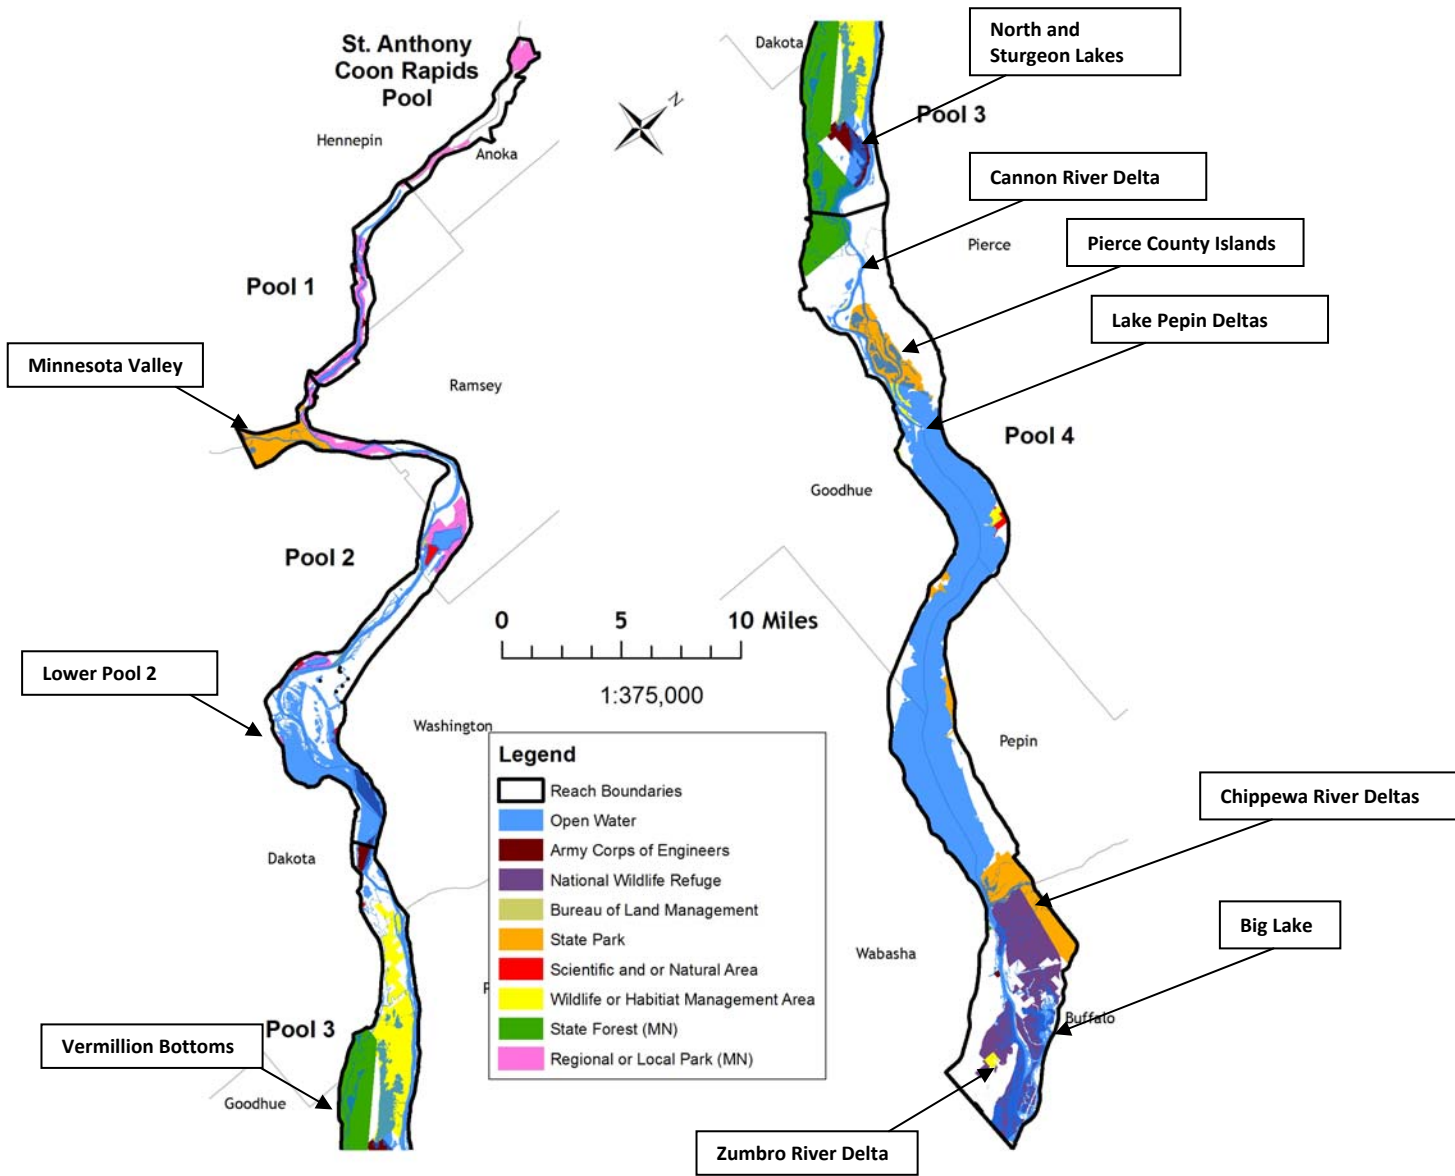 St. Anthony
Coon Rapids
Pool
Hennepin
Anoka
N
Pool 1
Minnesota Valley
Ramsey
Pool 2
0 5 10 Miles
1:375,000
Lower Pool 2
Washington
Dakota
Pool 3
Vermillion Bottoms
Goodhue
Legend
Reach Boundaries
Open Water
Army Corps of Engineers
National Wildlife Refuge
Bureau of Land Management
State Park
Scientific and or Natural Area
Wildlife or Habitiat Management Area
State Forest (MN)
Regional or Local Park (MN)
Dakota
North and
Sturgeon Lakes
Pool 3
Cannon River Delta
Pierce
Pierce County Islands
Lake Pepin Deltas
Pool 4
Goodhue
Pepin
Chippewa River Deltas
Wabasha
Big Lake
Buffalo
Zumbro River Delta